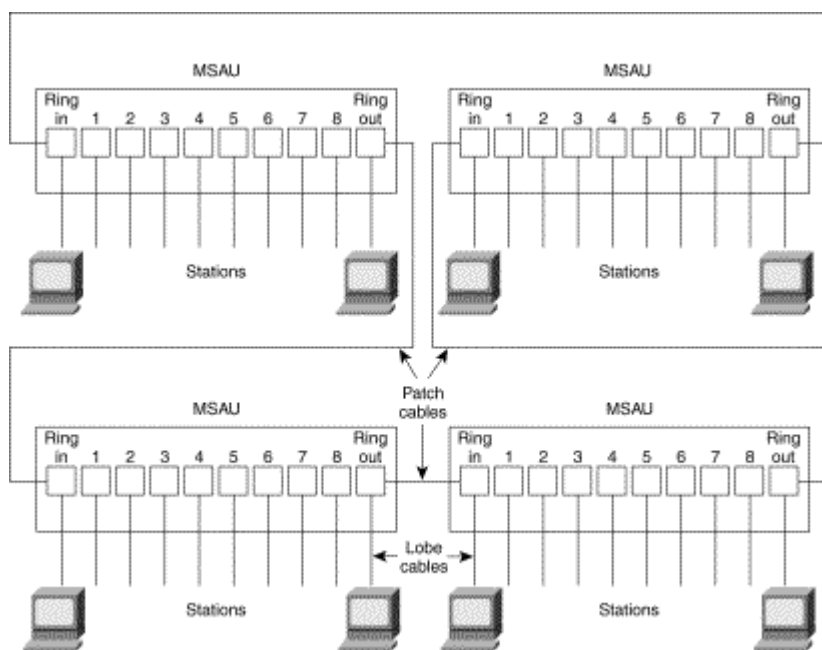 MSAU
MSAU
Ring in 1 2 3 4 5 6 7 8 Ring out
Ring in 1 2 3 4 5 6 7 8 Ring out
Stations
Stations
Patch cables
MSAU
MSAU
Ring in 1 2 3 4 5 6 7 8 Ring out
Ring in 1 2 3 4 5 6 7 8 Ring out
Lobe cables
Stations
Stations